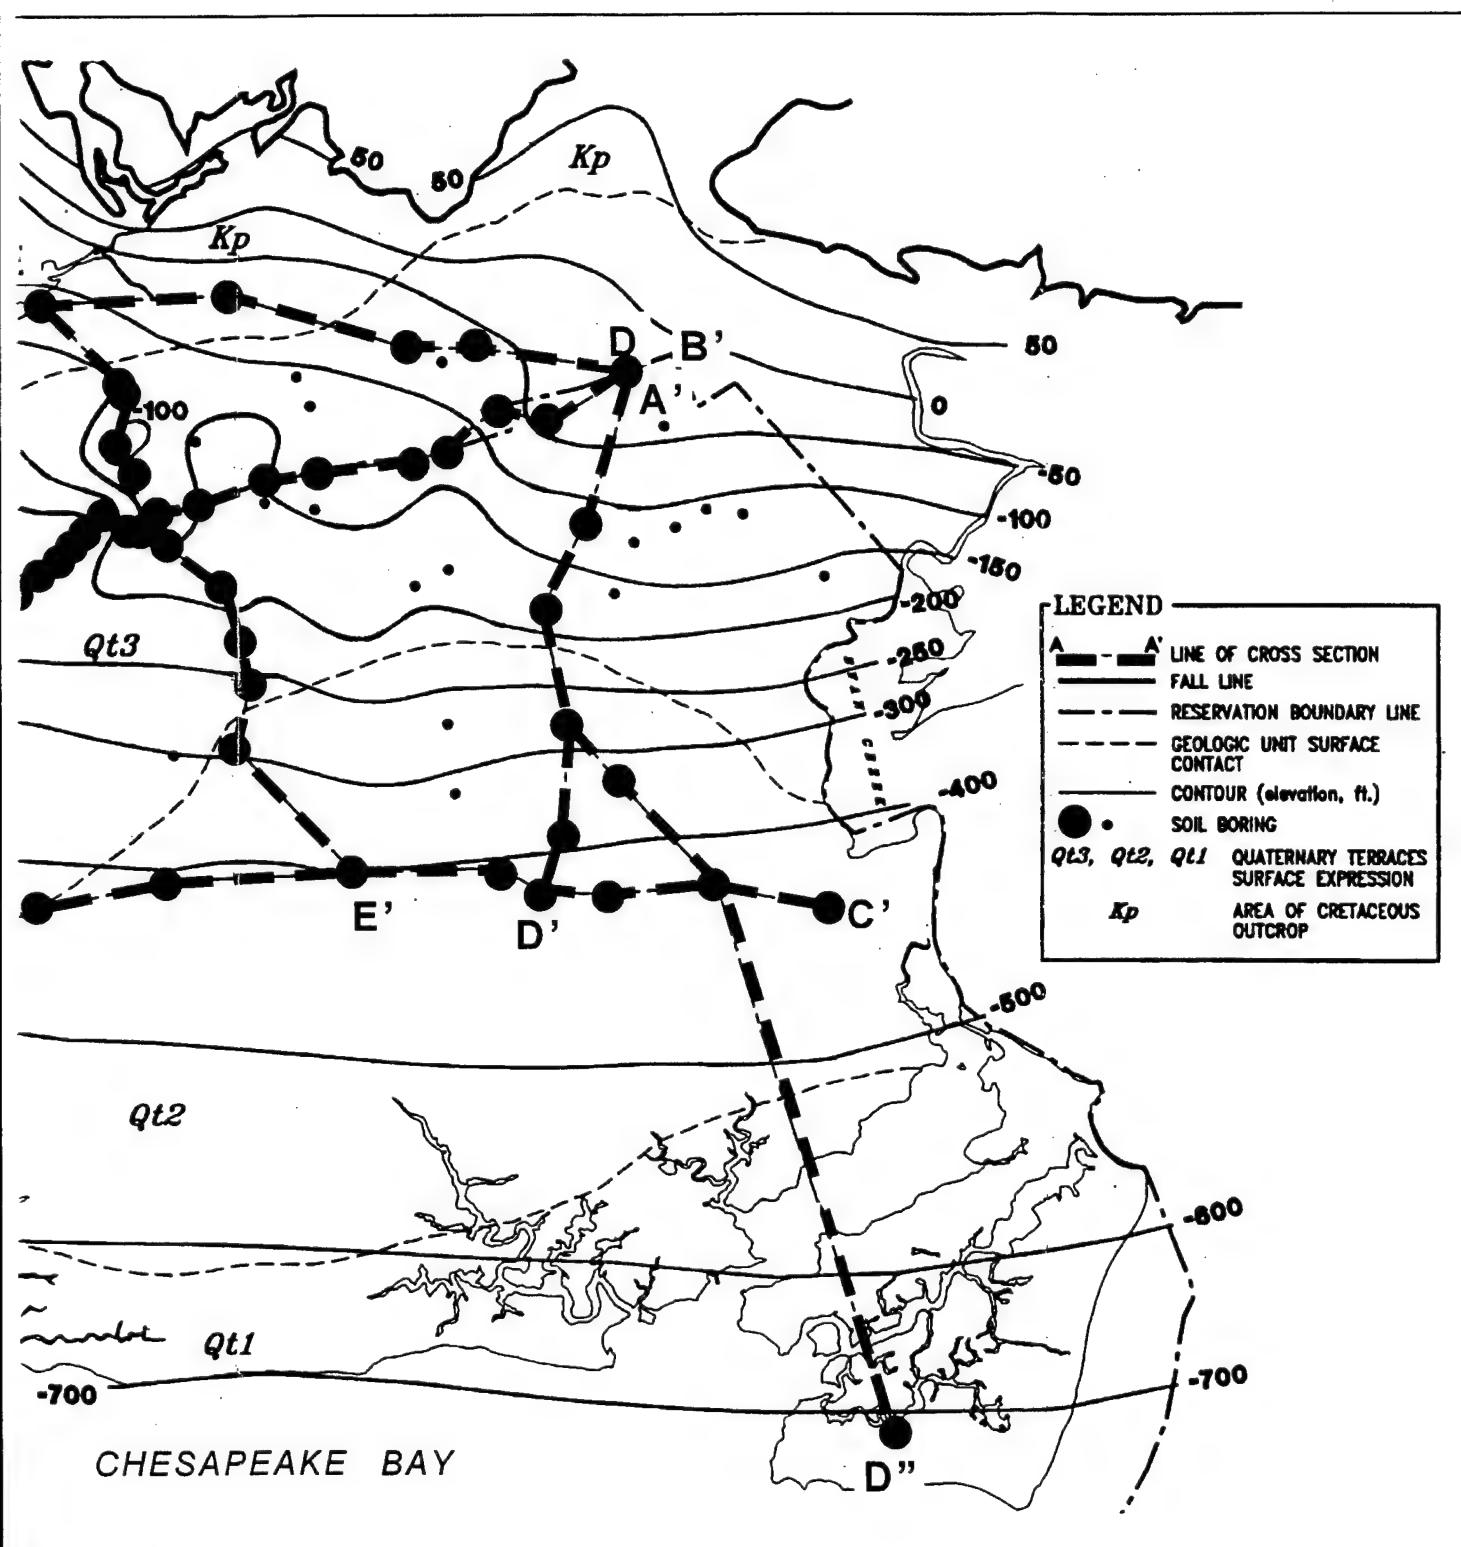 50
50
Kp
Kp
50
D
B'
A'
-100
0
-50
-100
-150
-200
Qt3
-250
-300
CREEK
-400
E'
D'
C'
-500
Qt2
-600
Qt1
-700
-700
CHESAPEAKE BAY
D"
LEGEND
A A' LINE OF CROSS SECTION
FALL LINE
RESERVATION BOUNDARY LINE
GEOLOGIC UNIT SURFACE
CONTACT
CONTOUR (elevation, ft.)
SOIL BORING
Qt3, Qt2, Qt1 QUATERNARY TERRACES
SURFACE EXPRESSION
Kp AREA OF CRETACEOUS
OUTCROP